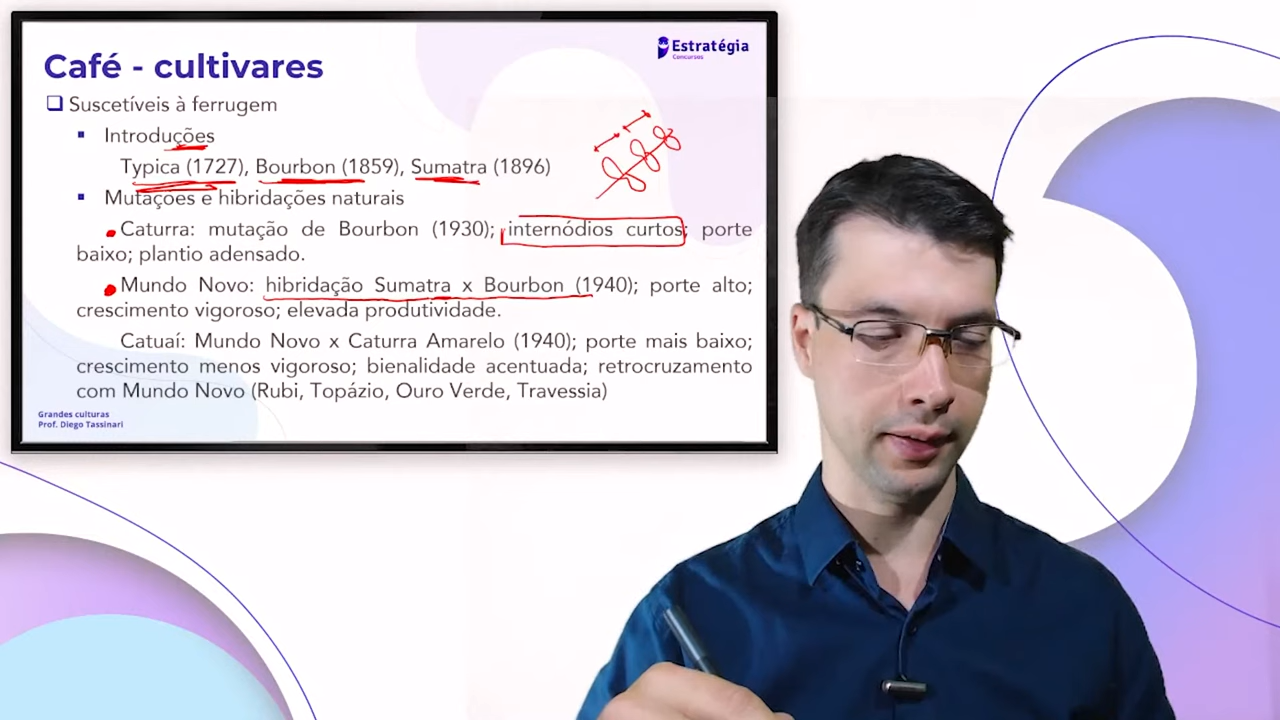 Café - cultivares
Estratégia
Concursos
Suscetíveis à ferrugem
Introduções
Typica (1727), Bourbon (1859), Sumatra (1896)
Mutações e hibridações naturais
Caturra: mutação de Bourbon (1930); internódios curtos; porte
baixo; plantio adensado.
Mundo Novo: hibridação Sumatra x Bourbon (1940); porte alto;
crescimento vigoroso; elevada produtividade.
Catuaí: Mundo Novo x Caturra Amarelo (1940); porte mais baixo;
crescimento menos vigoroso; bienalidade acentuada; retrocruzamento
com Mundo Novo (Rubi, Topázio, Ouro Verde, Travessia)
Grandes culturas
Prof. Diego Tassinari